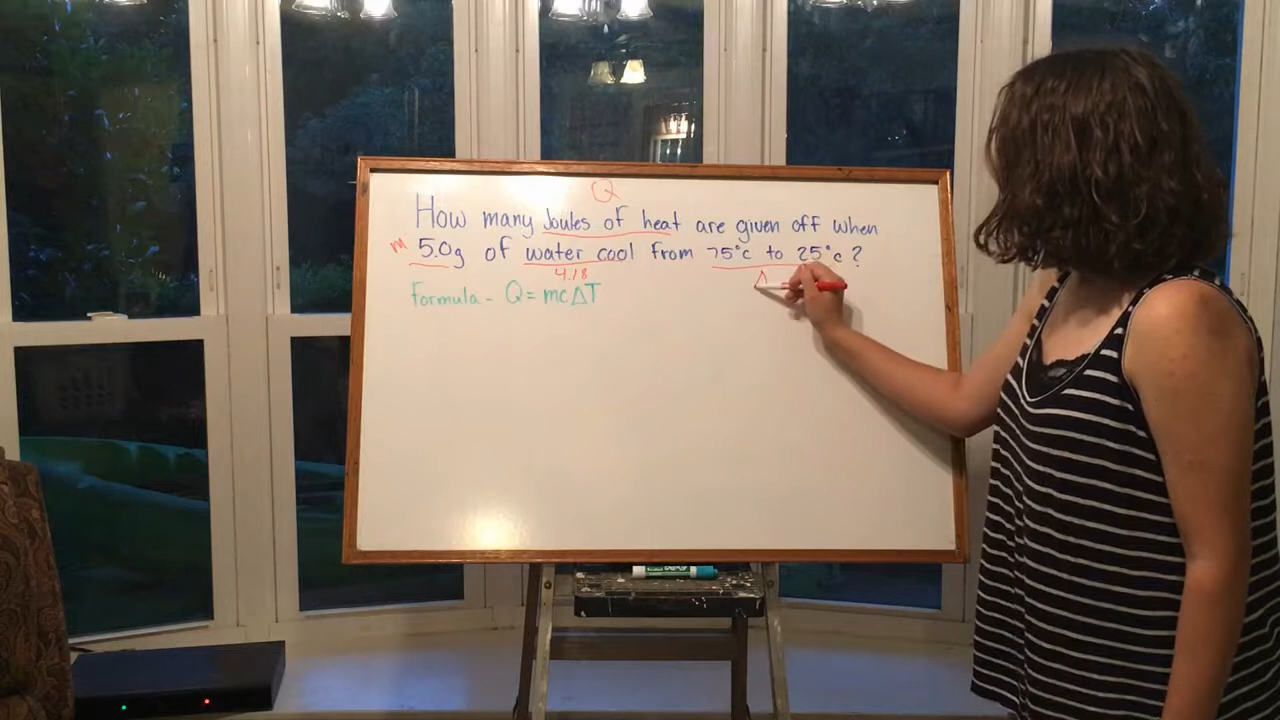 Q
How many Joules of heat are given off when
m 5.0g of water cool from 75°c to 25°c ?
4.18 Δ
Formula - Q = mcΔT